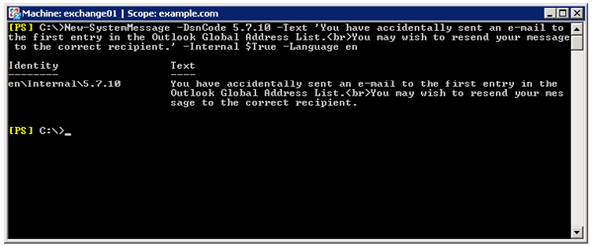 Machine: exchange01 | Scope: example.com
[PS] C:\>New-SystemMessage -DsnCode 5.7.10 -Text 'You have accidentally sent an e-mail to
the first entry in the Outlook Global Address List.<br>You may wish to resend your message
to the correct recipient.' -Internal $True -Language en
Identity Text
-------- ----
en\Internal\5.7.10 You have accidentally sent an e-mail to the first entry in the
Outlook Global Address List.<br>You may wish to resend your mes
sage to the correct recipient.
[PS] C:\>_